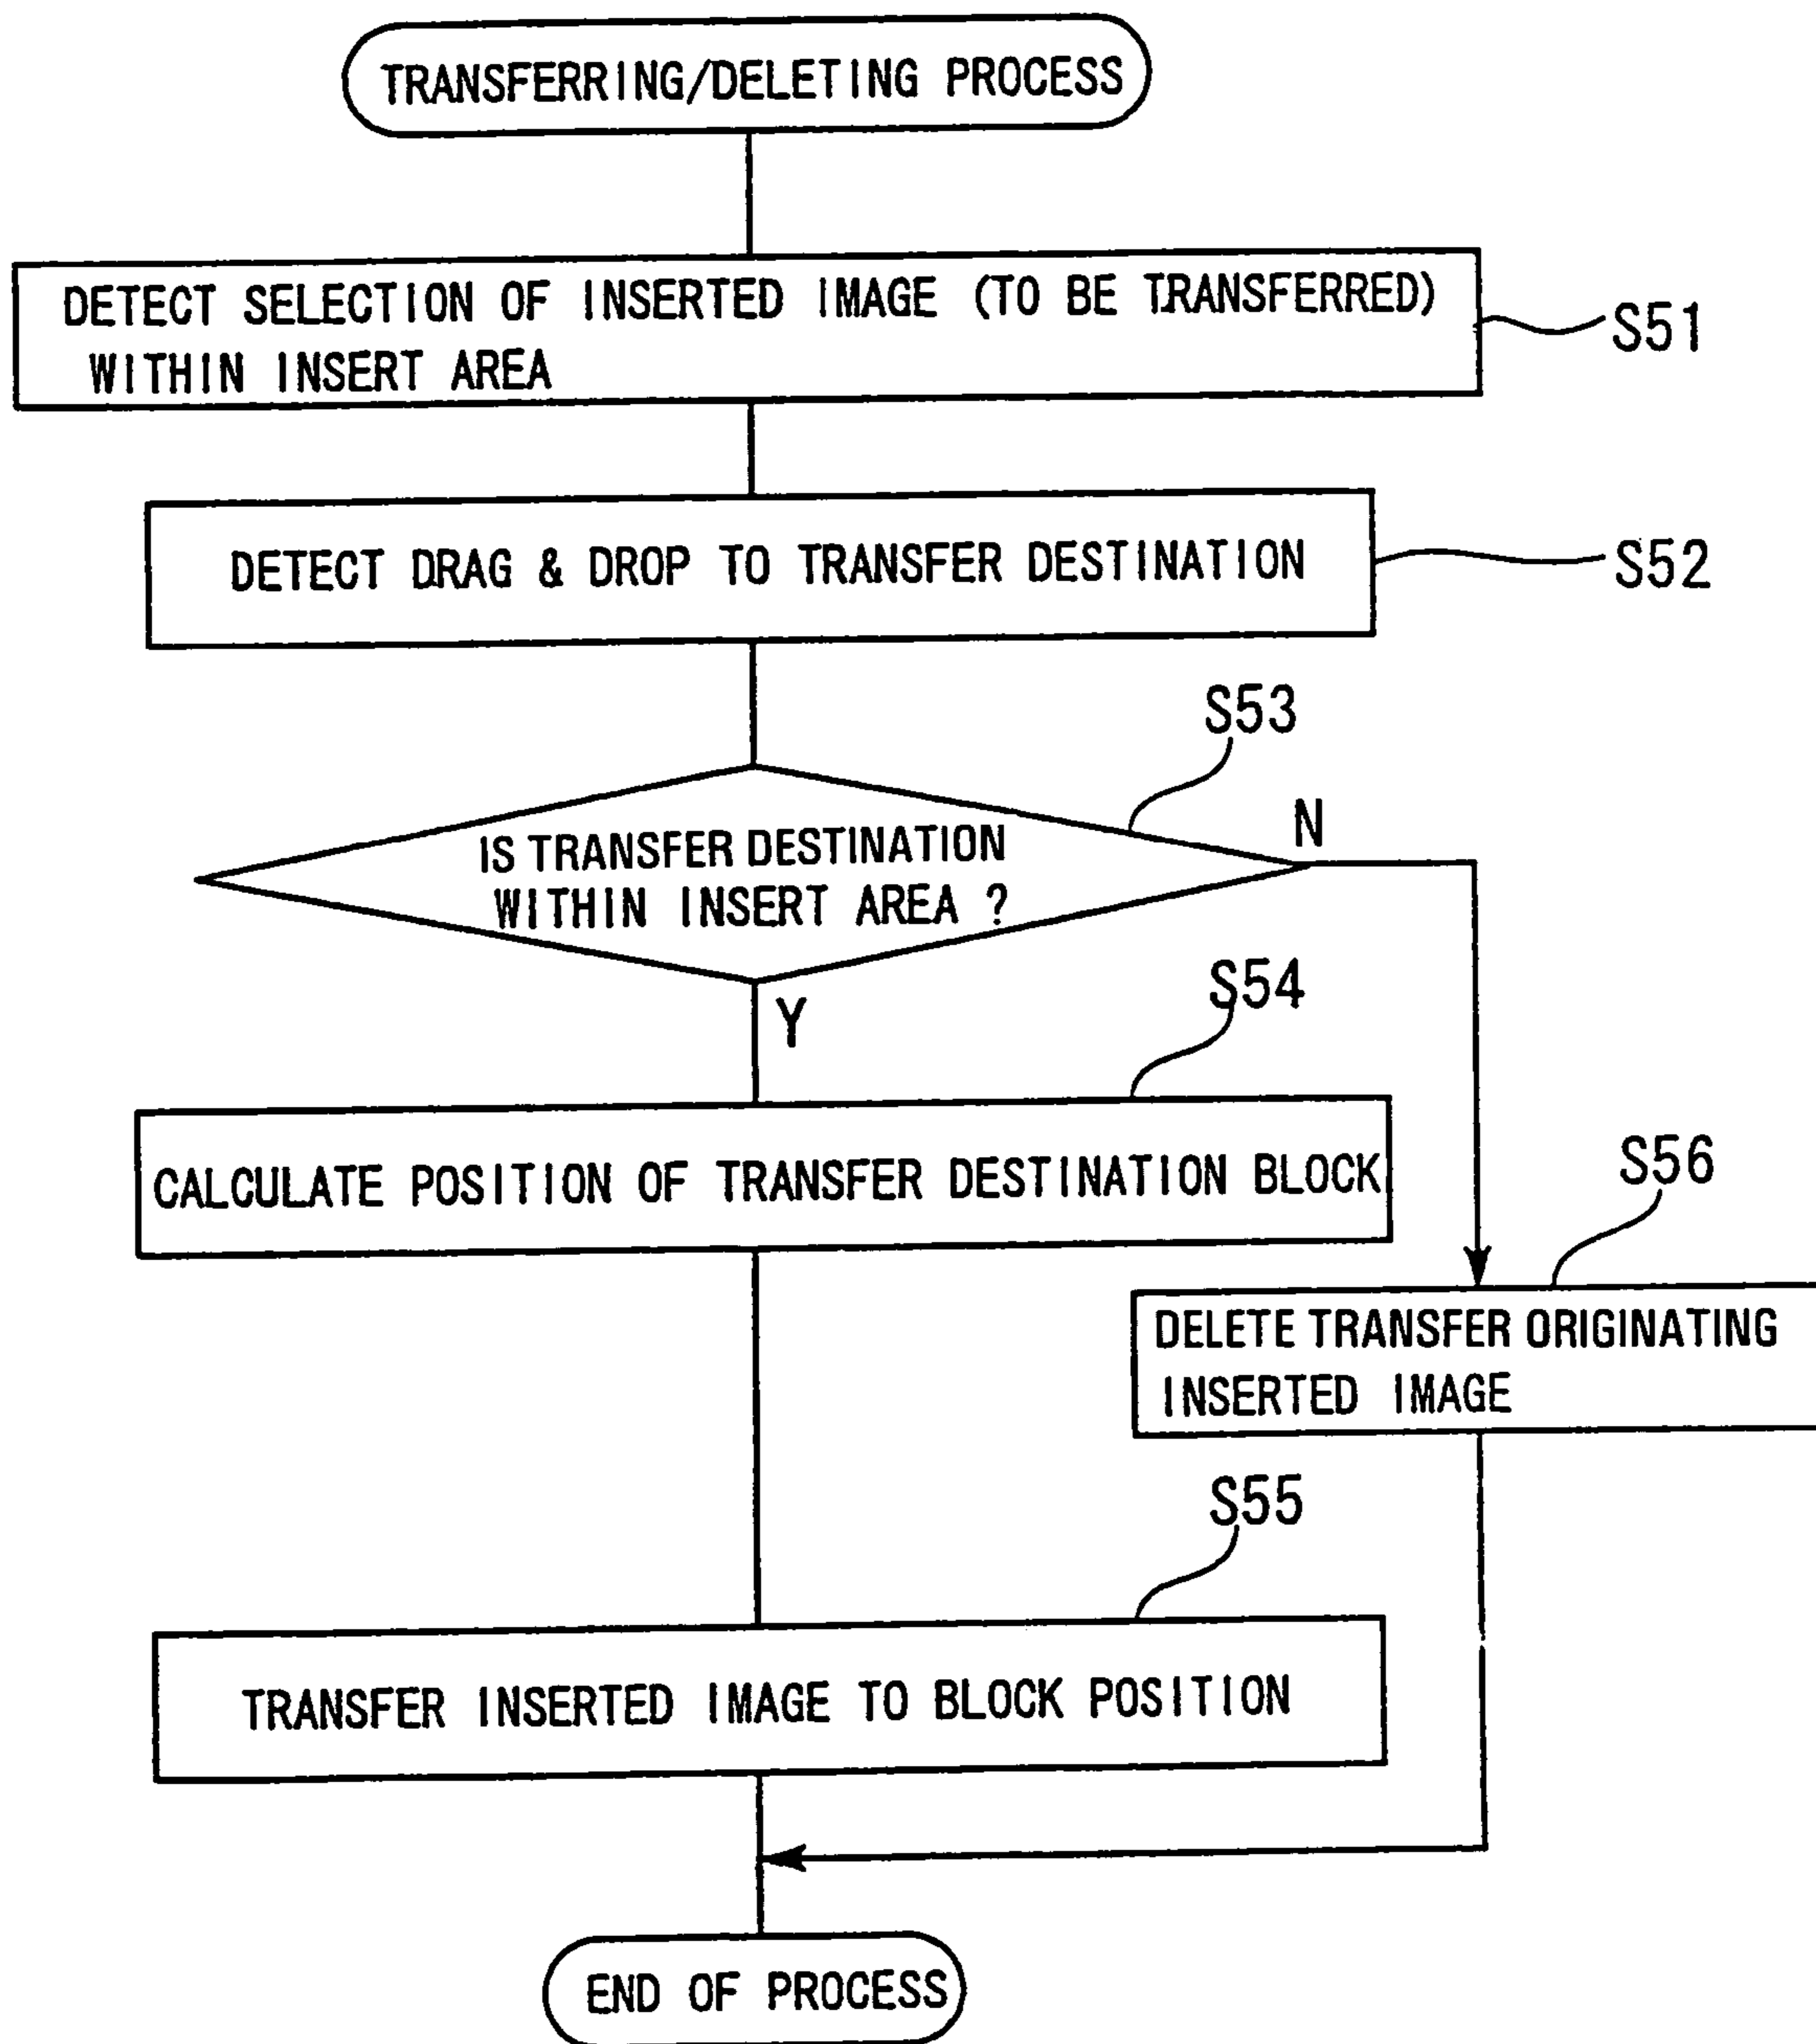 TRANSFERRING/DELETING PROCESS
DETECT SELECTION OF INSERTED IMAGE (TO BE TRANSFERRED)
WITHIN INSERT AREA
S51
DETECT DRAG & DROP TO TRANSFER DESTINATION
S52
S53
IS TRANSFER DESTINATION
WITHIN INSERT AREA ?
N
Y
S54
CALCULATE POSITION OF TRANSFER DESTINATION BLOCK
S56
DELETE TRANSFER ORIGINATING
INSERTED IMAGE
S55
TRANSFER INSERTED IMAGE TO BLOCK POSITION
END OF PROCESS